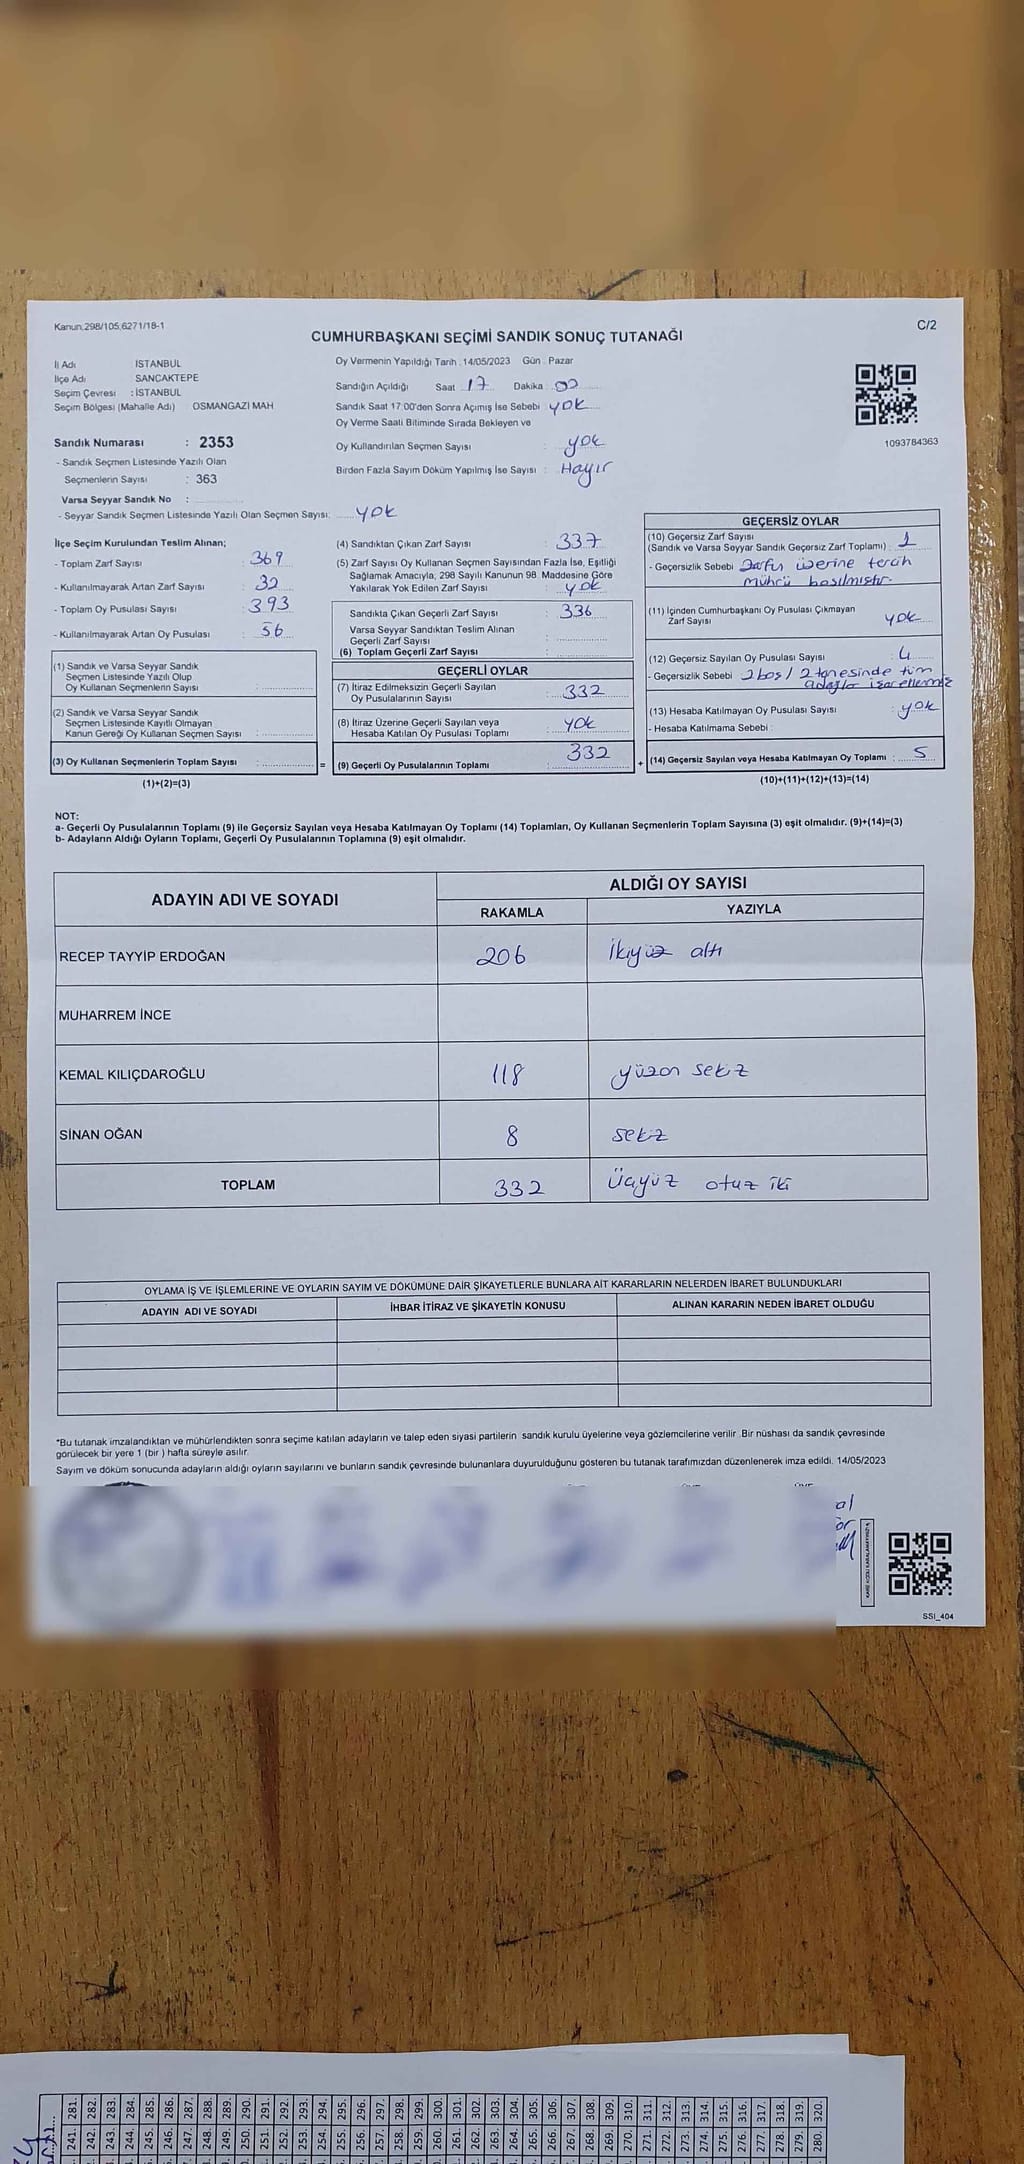 Kanun;298/105;6271/18-1
C/2
CUMHURBAŞKANI SEÇİMİ SANDIK SONUÇ TUTANAĞI
İl Adı İSTANBUL
İlçe Adı SANCAKTEPE
Seçim Çevresi : İSTANBUL
Seçim Bölgesi (Mahalle Adı) OSMANGAZİ MAH
Sandık Numarası : 2353
- Sandık Seçmen Listesinde Yazılı Olan
Seçmenlerin Sayısı : 363
Varsa Seyyar Sandık No :
- Seyyar Sandık Seçmen Listesinde Yazılı Olan Seçmen Sayısı: yok
Oy Vermenin Yapıldığı Tarih : 14/05/2023 Gün : Pazar
Sandığın Açıldığı Saat 17 Dakika : 00
Sandık Saat 17:00'den Sonra Açımış İse Sebebi yok
Oy Verme Saati Bitiminde Sırada Bekleyen ve
Oy Kullandırılan Seçmen Sayısı : yok
Birden Fazla Sayım Döküm Yapılmış İse Sayısı : Hayır
1093784363
İlçe Seçim Kurulundan Teslim Alınan;
- Toplam Zarf Sayısı : 369
- Kullanılmayarak Artan Zarf Sayısı : 32
- Toplam Oy Pusulası Sayısı : 393
- Kullanılmayarak Artan Oy Pusulası : 56
(1) Sandık ve Varsa Seyyar Sandık
Seçmen Listesinde Yazılı Olup
Oy Kullanan Seçmenlerin Sayısı :
(2) Sandık ve Varsa Seyyar Sandık
Seçmen Listesinde Kayıtlı Olmayan
Kanun Gereği Oy Kullanan Seçmen Sayısı :
(3) Oy Kullanan Seçmenlerin Toplam Sayısı : =
(1)+(2)=(3)
(4) Sandıktan Çıkan Zarf Sayısı : 337
(5) Zarf Sayısı Oy Kullanan Seçmen Sayısından Fazla İse, Eşitliği
Sağlamak Amacıyla, 298 Sayılı Kanunun 98. Maddesine Göre
Yakılarak Yok Edilen Zarf Sayısı : yok
Sandıkta Çıkan Geçerli Zarf Sayısı : 336
Varsa Seyyar Sandıktan Teslim Alınan
Geçerli Zarf Sayısı :
(6) Toplam Geçerli Zarf Sayısı :
GEÇERLİ OYLAR
(7) İtiraz Edilmeksizin Geçerli Sayılan
Oy Pusulalarının Sayısı : 332
(8) İtiraz Üzerine Geçerli Sayılan veya
Hesaba Katılan Oy Pusulası Toplamı : yok
(9) Geçerli Oy Pusulalarının Toplamı : 332 +
GEÇERSİZ OYLAR
(10) Geçersiz Zarf Sayısı
(Sandık ve Varsa Seyyar Sandık Geçersiz Zarf Toplamı) : 1
- Geçersizlik Sebebi Zarfın üzerine tercih
mührü basılmıştır
(11) İçinden Cumhurbaşkanı Oy Pusulası Çıkmayan
Zarf Sayısı yok
(12) Geçersiz Sayılan Oy Pusulası Sayısı : 4
- Geçersizlik Sebebi 2 boş / 2 tanesinde tüm
adaylar
(13) Hesaba Katılmayan Oy Pusulası Sayısı : yok
- Hesaba Katılmama Sebebi :
(14) Geçersiz Sayılan veya Hesaba Katılmayan Oy Toplamı : 5
(10)+(11)+(12)+(13)=(14)
NOT:
a- Geçerli Oy Pusulalarının Toplamı (9) ile Geçersiz Sayılan veya Hesaba Katılmayan Oy Toplamı (14) Toplamları, Oy Kullanan Seçmenlerin Toplam Sayısına (3) eşit olmalıdır. (9)+(14)=(3)
b- Adayların Aldığı Oyların Toplamı, Geçerli Oy Pusulalarının Toplamına (9) eşit olmalıdır.
ADAYIN ADI VE SOYADI
ALDIĞI OY SAYISI
RAKAMLA YAZIYLA
RECEP TAYYİP ERDOĞAN 206 İkiyüz altı
MUHARREM İNCE
KEMAL KILIÇDAROĞLU 118 yüzon sekiz
SİNAN OĞAN 8 sekiz
TOPLAM 332 Üçyüz otuz iki
OYLAMA İŞ VE İŞLEMLERİNE VE OYLARIN SAYIM VE DÖKÜMÜNE DAİR ŞİKAYETLERLE BUNLARA AİT KARARLARIN NELERDEN İBARET BULUNDUKLARI
ADAYIN ADI VE SOYADI İHBAR İTİRAZ VE ŞİKAYETİN KONUSU ALINAN KARARIN NEDEN İBARET OLDUĞU
*Bu tutanak imzalandıktan ve mühürlendikten sonra seçime katılan adayların ve talep eden siyasi partilerin sandık kurulu üyelerine veya gözlemcilerine verilir. Bir nüshası da sandık çevresinde
görülecek bir yere 1 (bir ) hafta süreyle asılır.
Sayım ve döküm sonucunda adayların aldığı oyların sayılarını ve bunların sandık çevresinde bulunanlara duyurulduğunu gösteren bu tutanak tarafımızdan düzenlenerek imza edildi. 14/05/2023
SSI_404
281. 282. 283. 284. 285. 286. 287. 288. 289. 290. 291. 292. 293. 294. 295. 296. 297. 298. 299. 300. 301. 302. 303. 304. 305. 306. 307. 308. 309. 310. 311. 312. 313. 314. 315. 316. 317. 318. 319. 320.
241. 242. 243. 244. 245. 246. 247. 248. 249. 250. 251. 252. 253. 254. 255. 256. 257. 258. 259. 260. 261. 262. 263. 264. 265. 266. 267. 268. 269. 270. 271. 272. 273. 274. 275. 276. 277. 278. 279. 280.